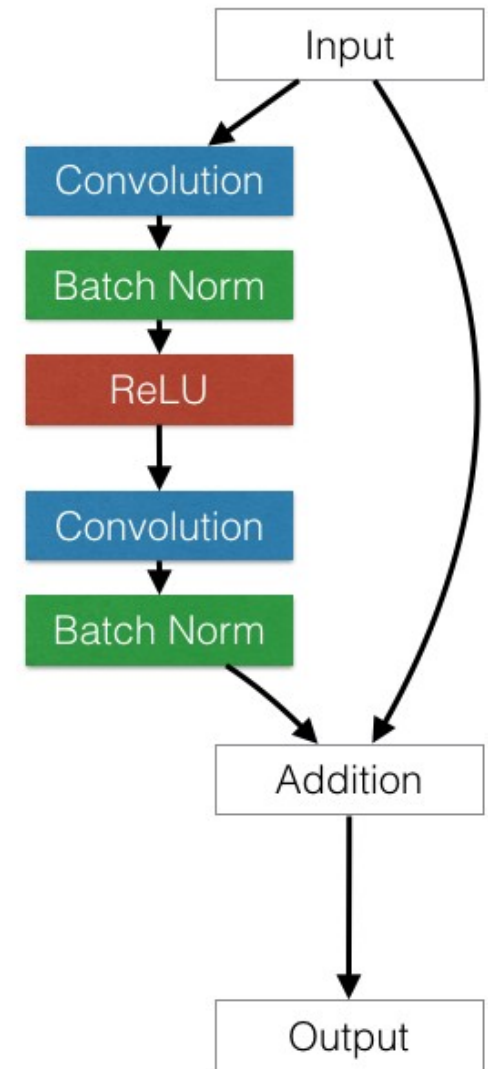 Input
Convolution
Batch Norm
ReLU
Convolution
Batch Norm
Addition
Output